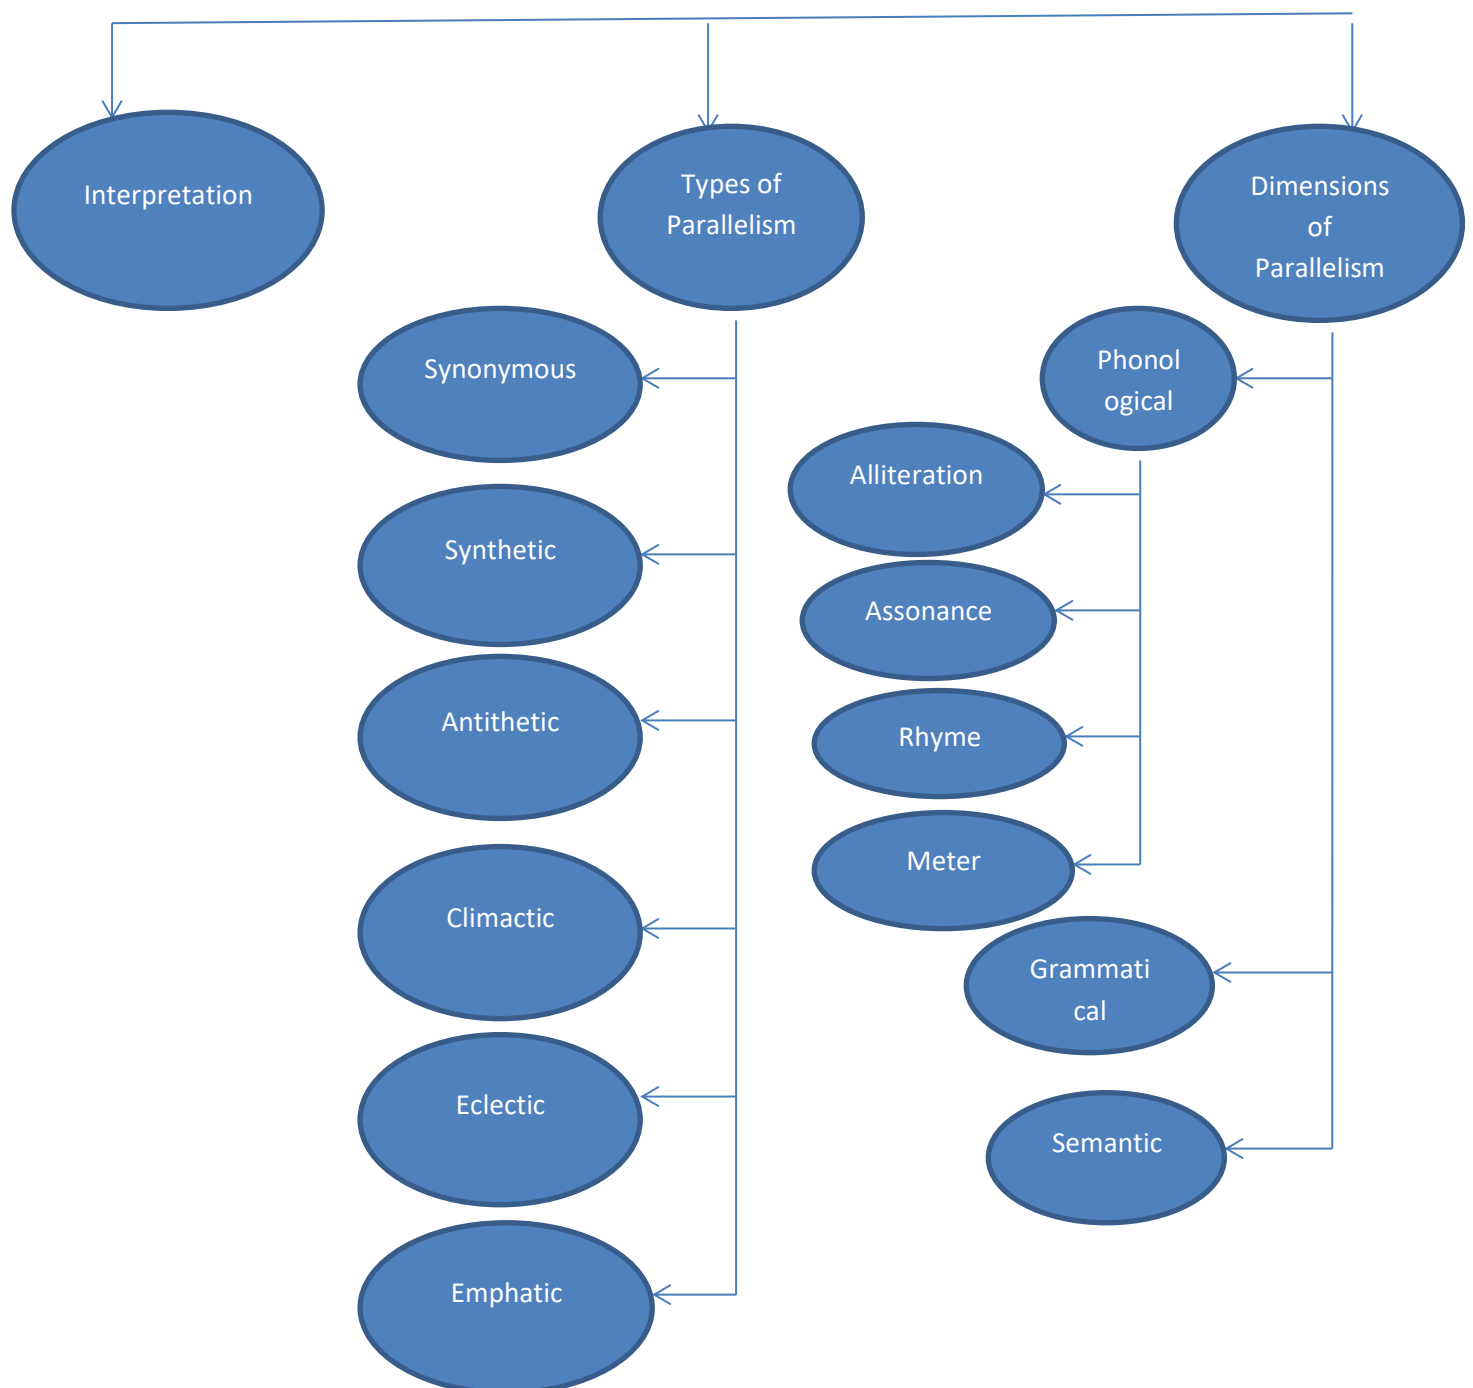 Interpretation
Types of
Parallelism
Dimensions
of
Parallelism
Synonymous
Synthetic
Antithetic
Climactic
Eclectic
Emphatic
Phonol
ogical
Alliteration
Assonance
Rhyme
Meter
Grammati
cal
Semantic